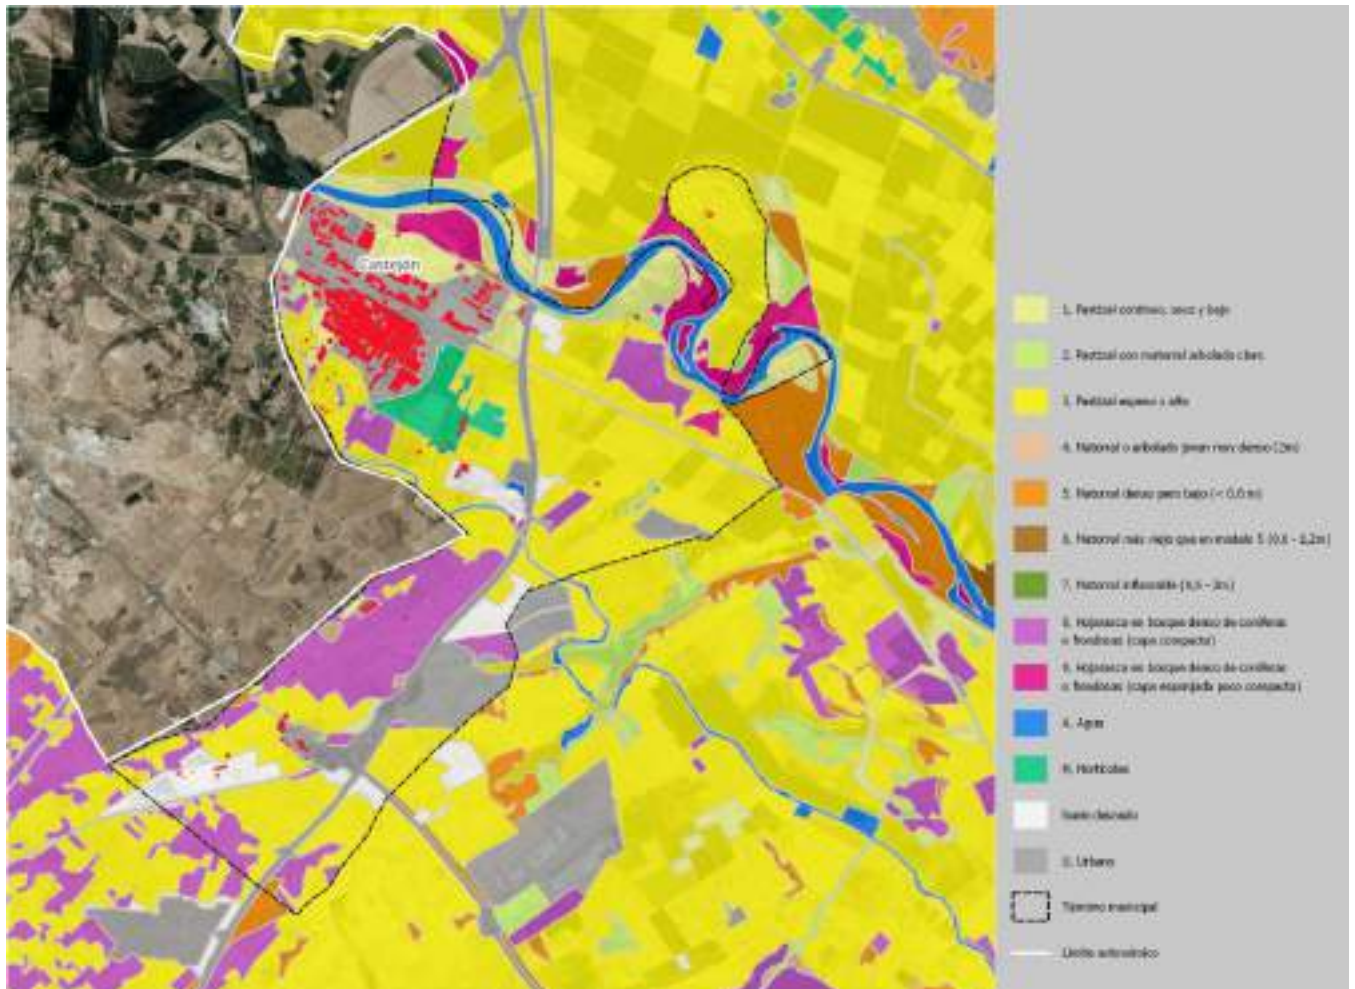 Castejón
1. Pastizal continuo, seco y bajo
2. Pastizal con matorral arbolado claro
3. Pastizal espeso y alto
4. Matorral o arbolado joven muy denso (2m)
5. Matorral denso pero bajo (< 0,6 m)
6. Matorral más viejo que en modelo 5 (0.6 - 1,2m)
7. Matorral inflamable (0,5 - 2m)
8. Hojarasca en bosque denso de coníferas
o frondosas (capa compacta)
9. Hojarasca en bosque denso de coníferas
o frondosas (capa esponjada poco compacta)
A. Agua
H. Hortícolas
Suelo desnudo
U. Urbano
Término municipal
Límite autonómico